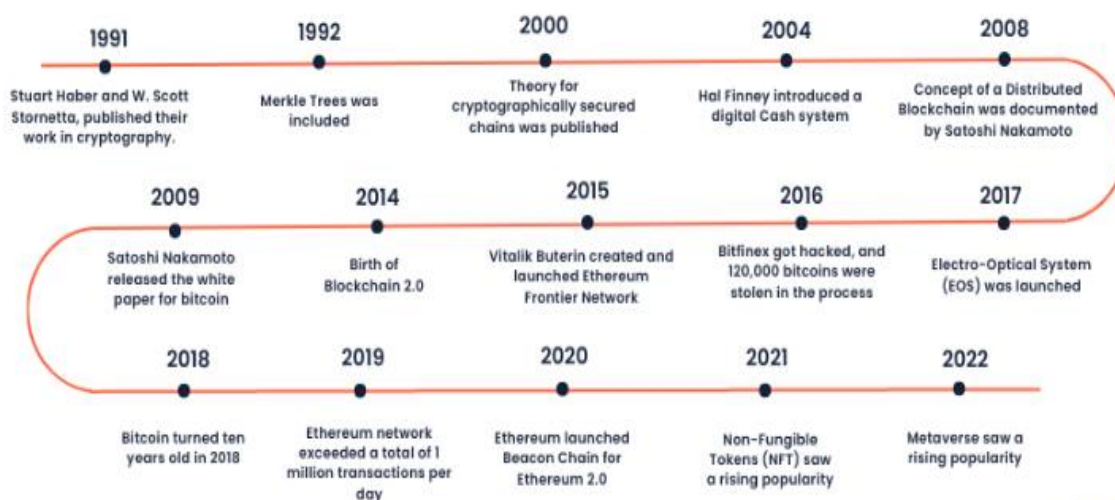 1991
Stuart Haber and W. Scott
Stornetta, published their
work in cryptography.
1992
Merkle Trees was
included
2000
Theory for
cryptographically secured
chains was published
2004
Hal Finney introduced a
digital Cash system
2008
Concept of a Distributed
Blockchain was documented
by Satoshi Nakamoto
2009
Satoshi Nakamoto
released the white
paper for bitcoin
2014
Birth of
Blockchain 2.0
2015
Vitalik Buterin created and
launched Ethereum
Frontier Network
2016
Bitfinex got hacked, and
120,000 bitcoins were
stolen in the process
2017
Electro-Optical System
(EOS) was launched
2018
Bitcoin turned ten
years old in 2018
2019
Ethereum network
exceeded a total of 1
million transactions per
day
2020
Ethereum launched
Beacon Chain for
Ethereum 2.0
2021
Non-Fungible
Tokens (NFT) saw
a rising popularity
2022
Metaverse saw a
rising popularity